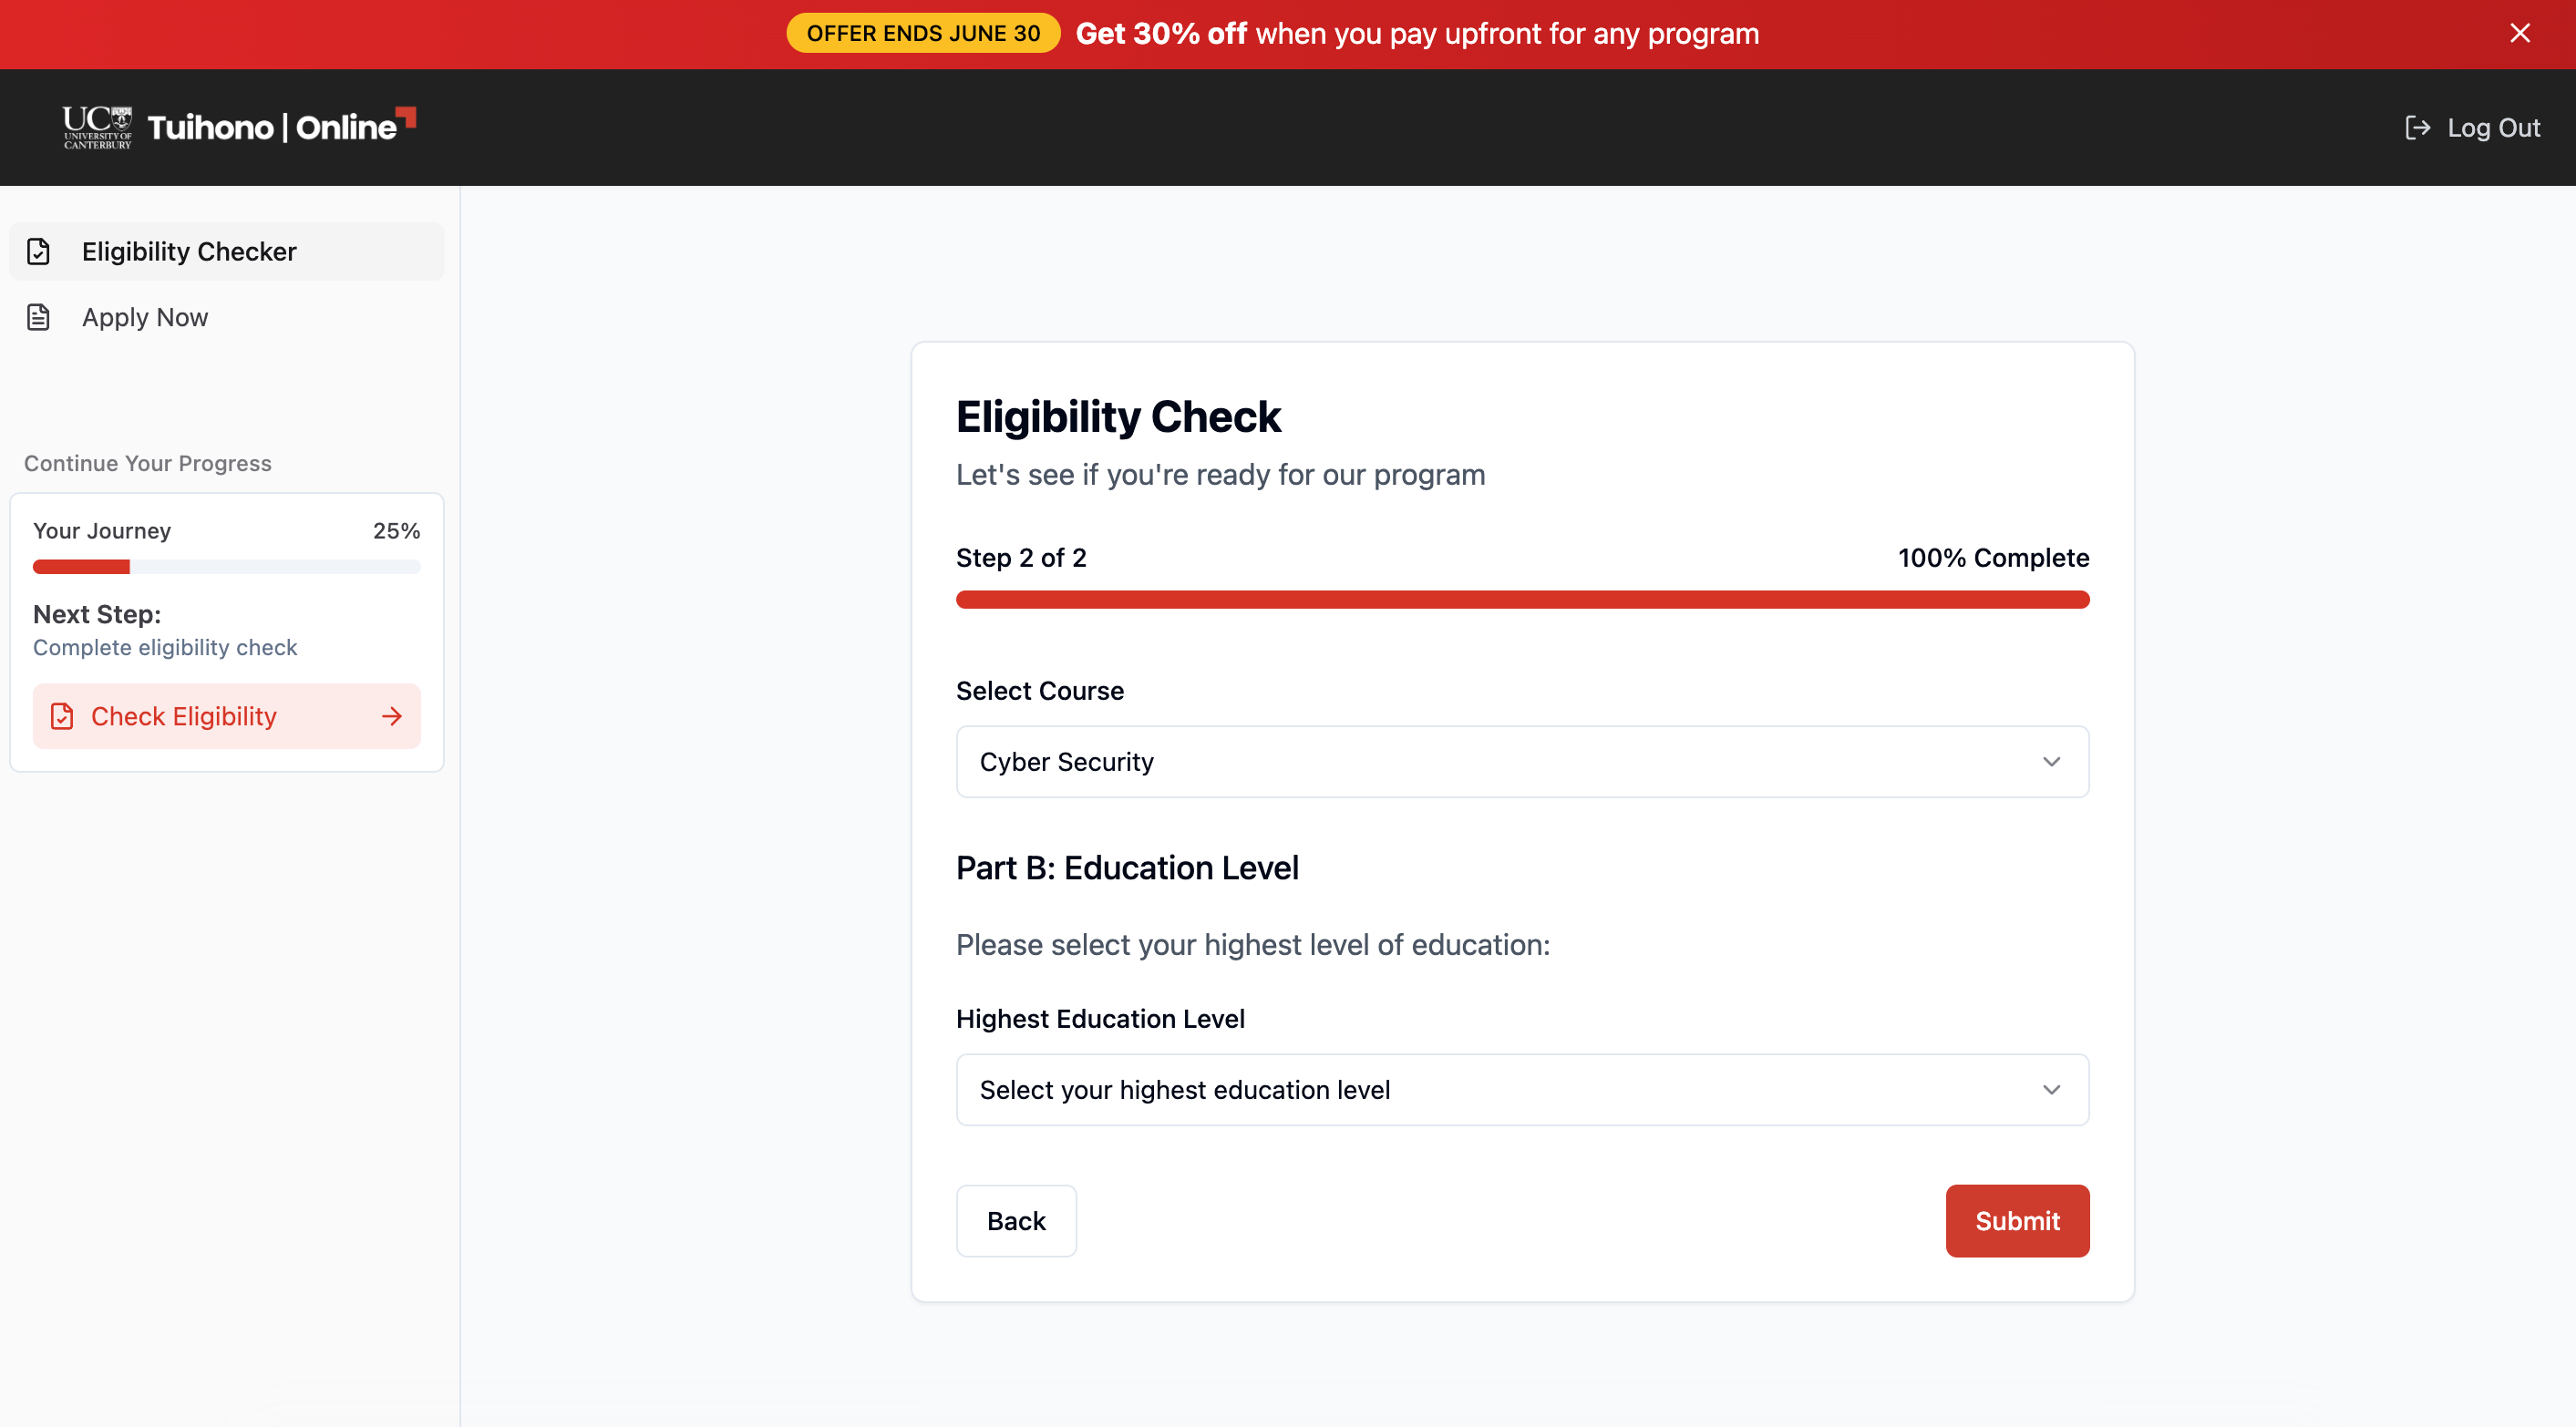 OFFER ENDS JUNE 30 Get 30% off when you pay upfront for any program
UC
UNIVERSITY OF
CANTERBURY
Tuihono | Online
Log Out
Eligibility Checker
Apply Now
Continue Your Progress
Your Journey 25%
Next Step:
Complete eligibility check
Check Eligibility
Eligibility Check
Let's see if you're ready for our program
Step 2 of 2 100% Complete
Select Course
Cyber Security
Part B: Education Level
Please select your highest level of education:
Highest Education Level
Select your highest education level
Back Submit